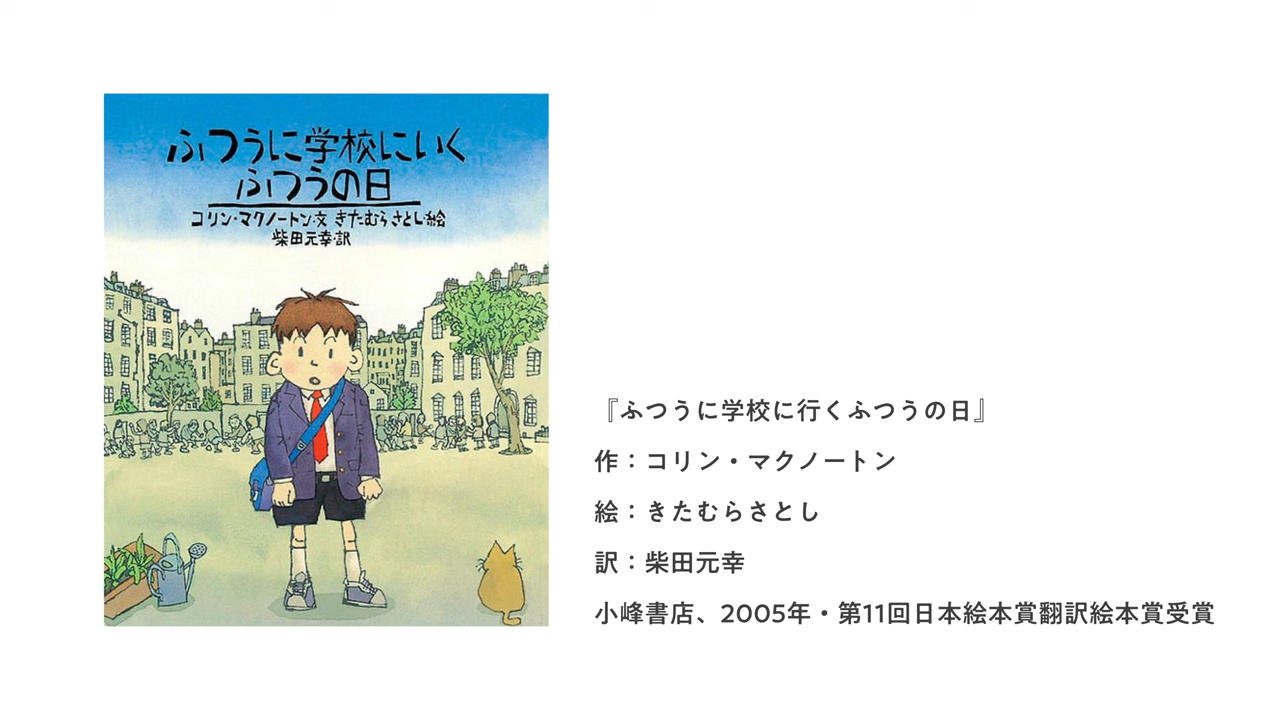 ふつうに学校にいく
ふつうの日
コリン・マクノートン・文 きたむらさとし・絵
柴田元幸・訳
『ふつうに学校に行くふつうの日』
作：コリン・マクノートン
絵：きたむらさとし
訳：柴田元幸
小峰書店、2005年・第11回日本絵本賞翻訳絵本賞受賞